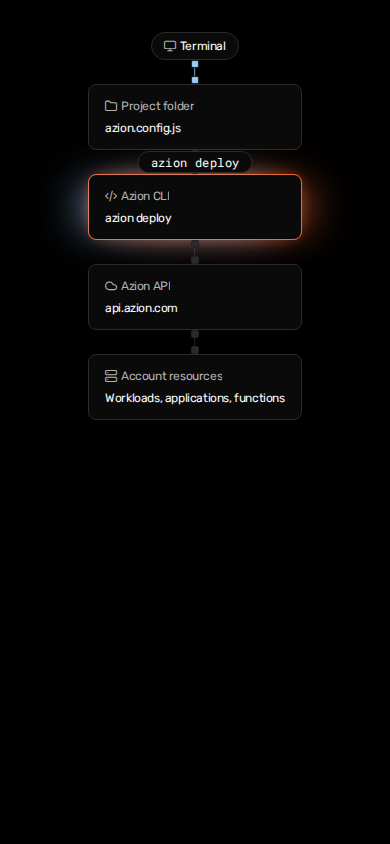 Terminal
Project folder
azion.config.js
azion deploy
Azion CLI
azion deploy
Azion API
api.azion.com
Account resources
Workloads, applications, functions